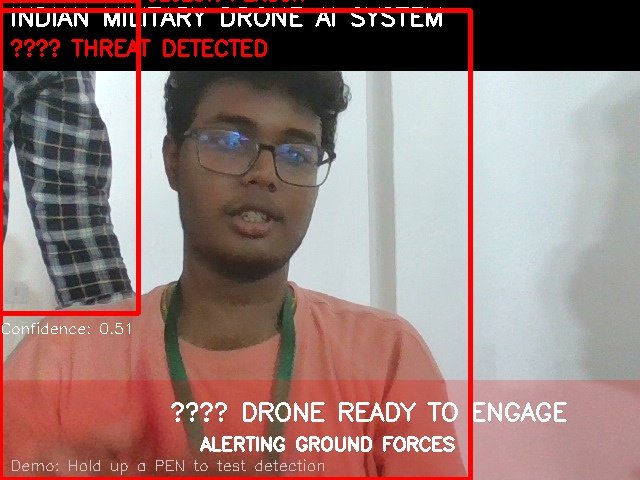 INDIAN MILITARY DRONE AI SYSTEM
???? THREAT DETECTED
Confidence: 0.51
???? DRONE READY TO ENGAGE
ALERTING GROUND FORCES
Demo: Hold up a PEN to test detection